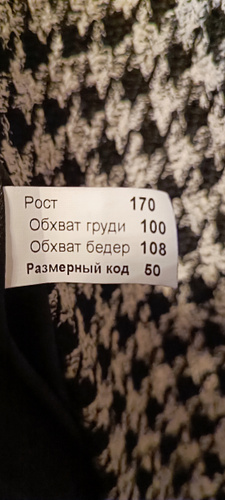 Рост 170
Обхват груди 100
Обхват бедер 108
Размерный код 50